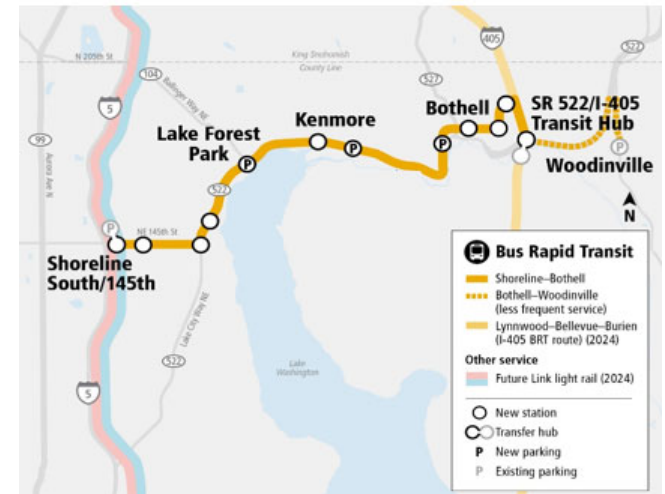 N 205th St
King Snohomish
County Line
405
522
104
Ballinger Way NE
527
5
99
Aurora Ave N
Lake Forest
Park
Kenmore
Bothell
SR 522/I-405
Transit Hub
Woodinville
P
P
P
P
N
522
P
NE 145th St
Shoreline
South/145th
Lake City Way NE
522
5
Lake
Washington
Bus Rapid Transit
Shoreline–Bothell
Bothell–Woodinville
(less frequent service)
Lynnwood–Bellevue–Burien
(I-405 BRT route) (2024)
Other service
Future Link light rail (2024)
New station
Transfer hub
P New parking
P Existing parking